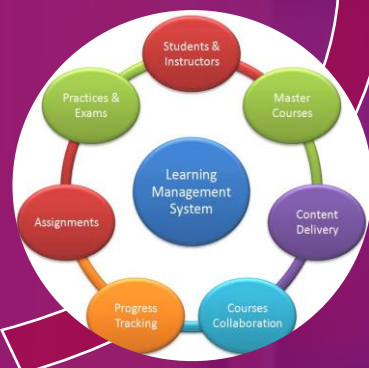 Students &
Instructors
Master
Courses
Content
Delivery
Courses
Collaboration
Progress
Tracking
Assignments
Practices &
Exams
Learning
Management
System